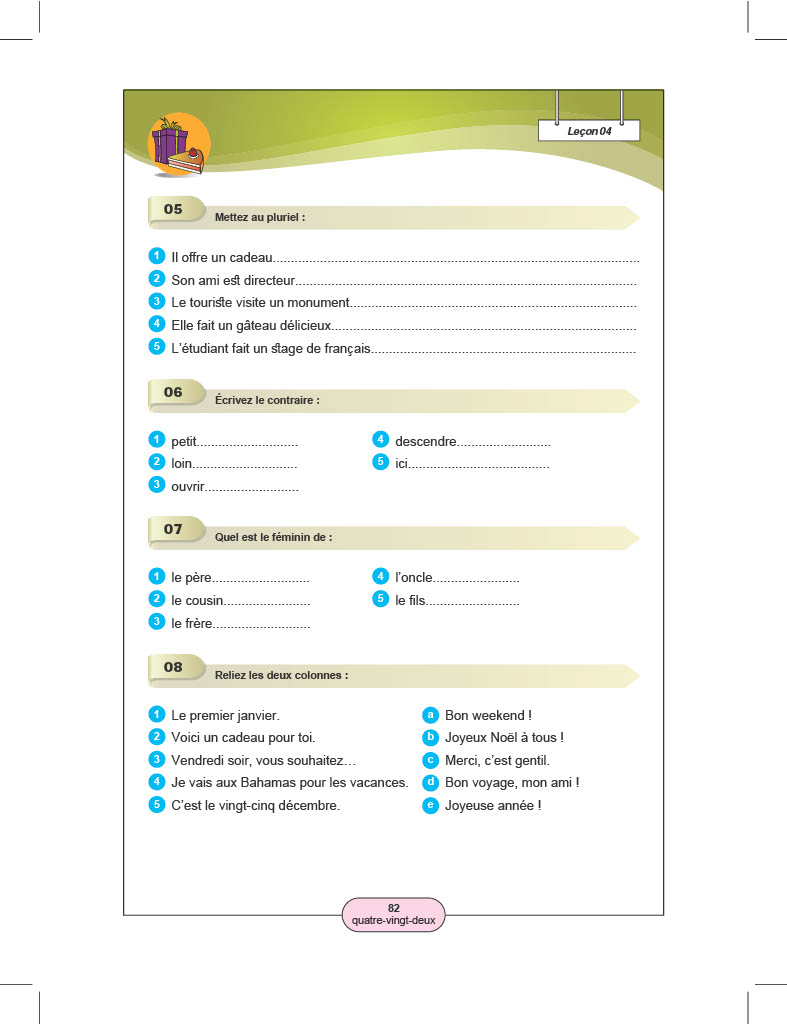 Leçon 04
05
Mettez au pluriel :
1 Il offre un cadeau....................................................................................................
2 Son ami est directeur.............................................................................................
3 Le touriste visite un monument..............................................................................
4 Elle fait un gâteau délicieux...................................................................................
5 L'étudiant fait un stage de français........................................................................
06
Écrivez le contraire :
1 petit............................ 4 descendre..........................
2 loin............................. 5 ici.......................................
3 ouvrir..........................
07
Quel est le féminin de :
1 le père........................... 4 l'oncle........................
2 le cousin........................ 5 le fils..........................
3 le frère...........................
08
Reliez les deux colonnes :
1 Le premier janvier. a Bon weekend !
2 Voici un cadeau pour toi. b Joyeux Noël à tous !
3 Vendredi soir, vous souhaitez… c Merci, c'est gentil.
4 Je vais aux Bahamas pour les vacances. d Bon voyage, mon ami !
5 C'est le vingt-cinq décembre. e Joyeuse année !
82
quatre-vingt-deux